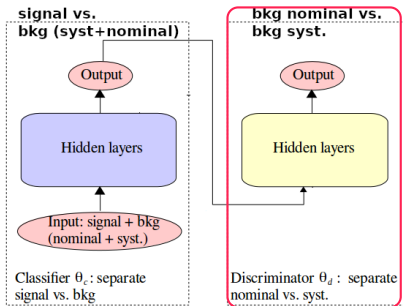 signal vs.
bkg (syst+nominal)
Output
Hidden layers
Input: signal + bkg
(nominal + syst.)
Classifier θc: separate
signal vs. bkg
bkg nominal vs.
bkg syst.
Output
Hidden layers
Discriminator θd : separate
nominal vs. syst.